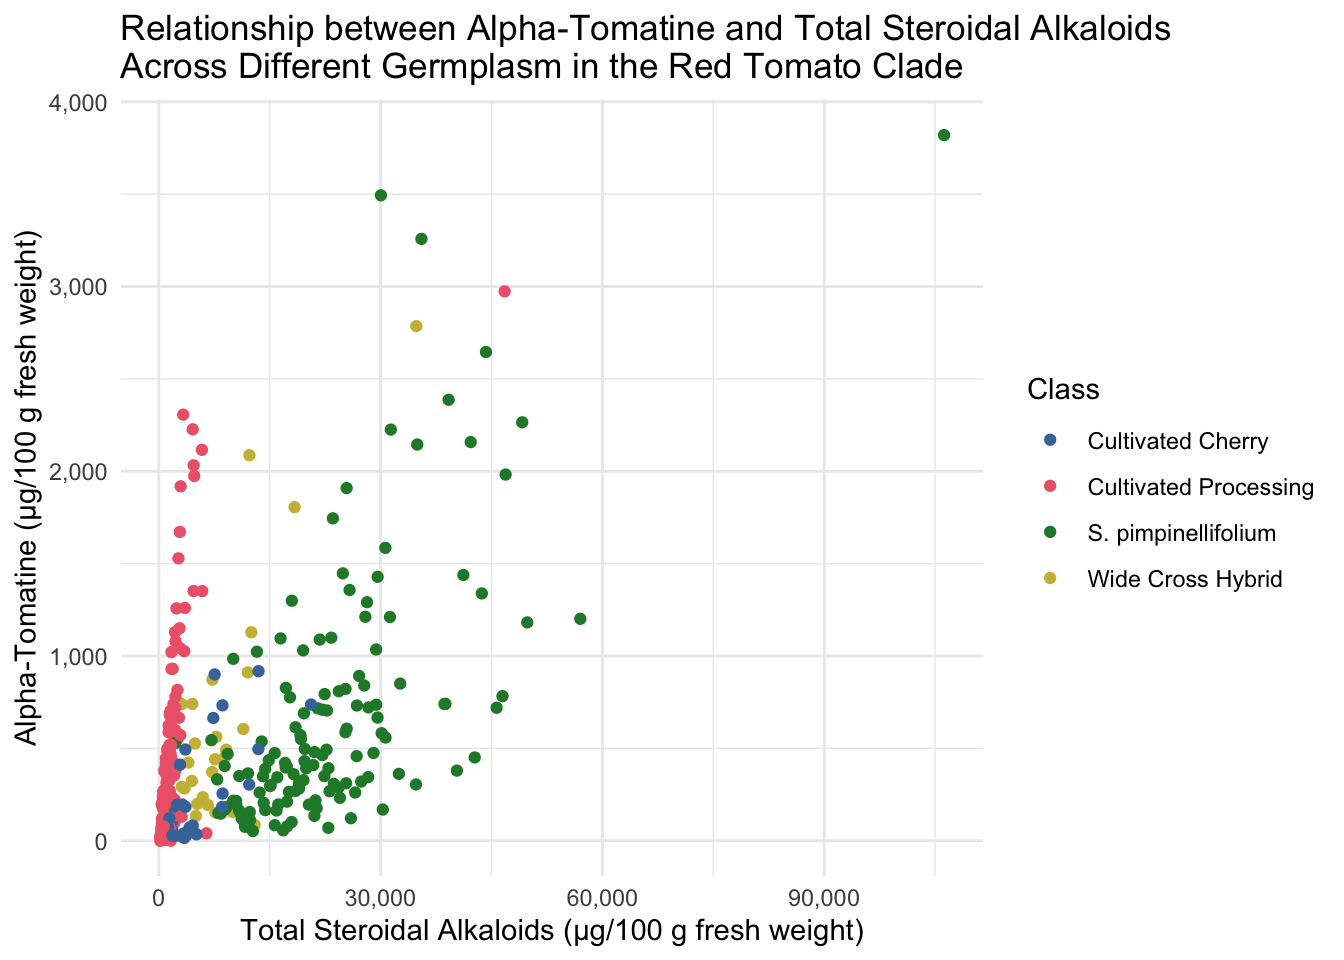 Relationship between Alpha-Tomatine and Total Steroidal Alkaloids
Across Different Germplasm in the Red Tomato Clade
4,000
3,000
2,000
1,000
0
Alpha-Tomatine (µg/100 g fresh weight)
0
30,000
60,000
90,000
Total Steroidal Alkaloids (µg/100 g fresh weight)
Class
Cultivated Cherry
Cultivated Processing
S. pimpinellifolium
Wide Cross Hybrid